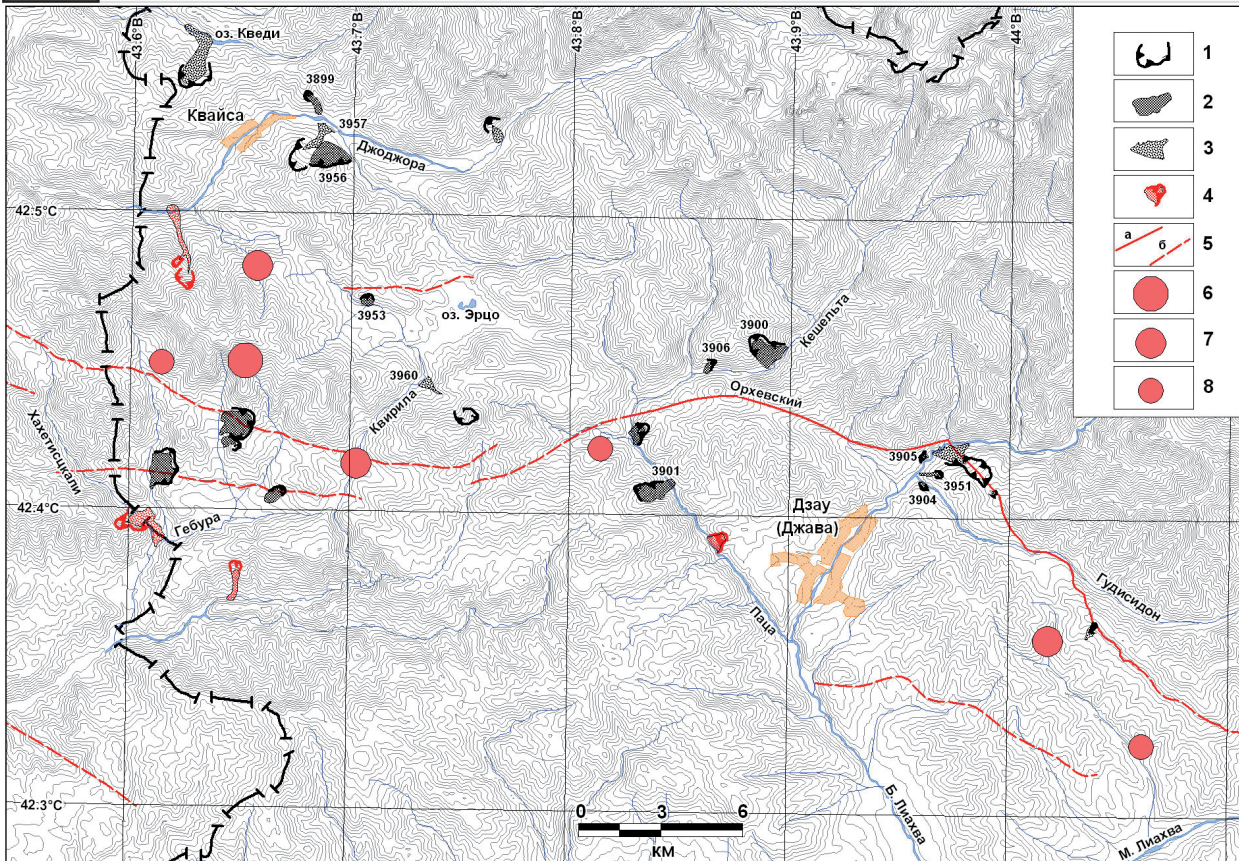 43.6°В
43.7°В
43.8°В
43.9°В
44°В
оз. Кведи
3899
Квайса
3957
Джоджора
3956
42.5°С
3953
оз. Эрцо
3900
Кешельта
3906
3960
Квирила
Орхевский
Хахетисцкали
3901
3905
3951
3904
42.4°С
Гебура
Дзау
(Джава)
Гудисидон
Паца
42.3°С
Б. Лиахва
М. Лиахва
0 3 6
км
1
2
3
4
а б 5
6
7
8